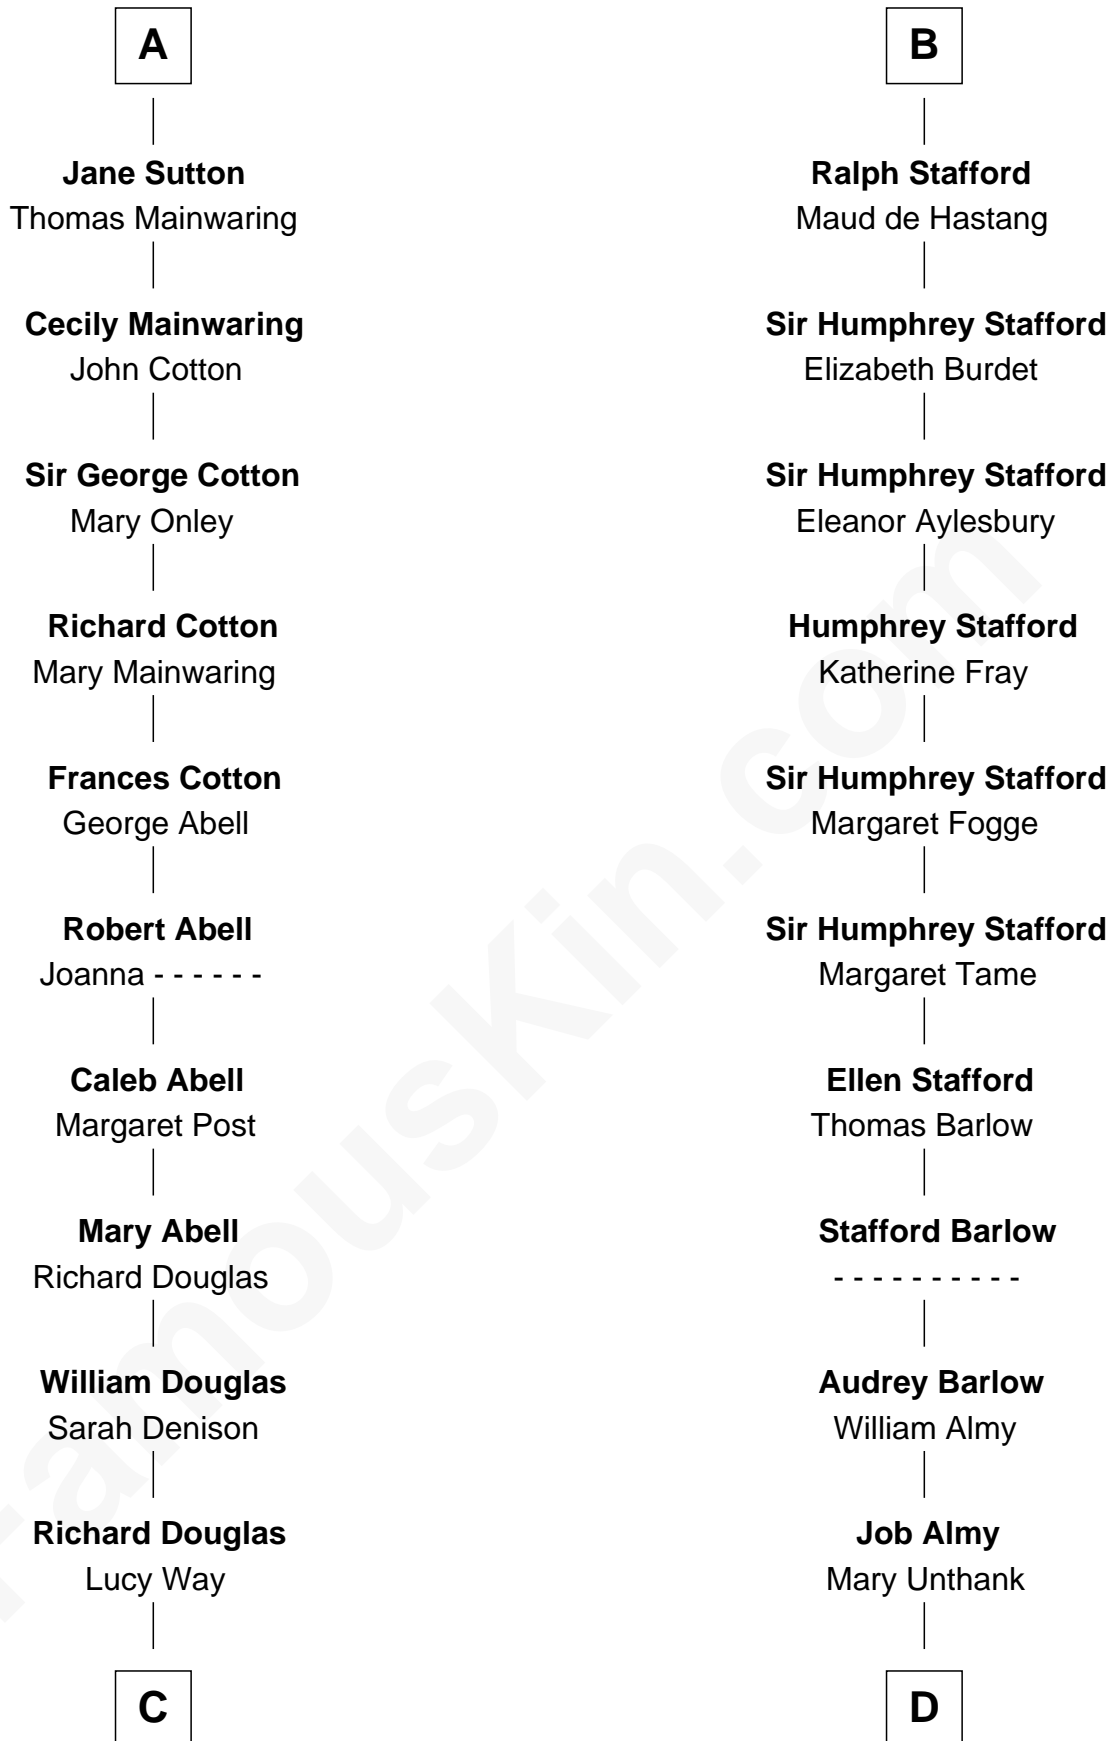 A
Jane Sutton
Thomas Mainwaring
Cecily Mainwaring
John Cotton
Sir George Cotton
Mary Onley
Richard Cotton
Mary Mainwaring
Frances Cotton
George Abell
Robert Abell
Joanna - - - - - -
Caleb Abell
Margaret Post
Mary Abell
Richard Douglas
William Douglas
Sarah Denison
Richard Douglas
Lucy Way
C
B
Ralph Stafford
Maud de Hastang
Sir Humphrey Stafford
Elizabeth Burdet
Sir Humphrey Stafford
Eleanor Aylesbury
Humphrey Stafford
Katherine Fray
Sir Humphrey Stafford
Margaret Fogge
Sir Humphrey Stafford
Margaret Tame
Ellen Stafford
Thomas Barlow
Stafford Barlow
- - - - - - - - - -
Audrey Barlow
William Almy
Job Almy
Mary Unthank
D
FamousKin.com